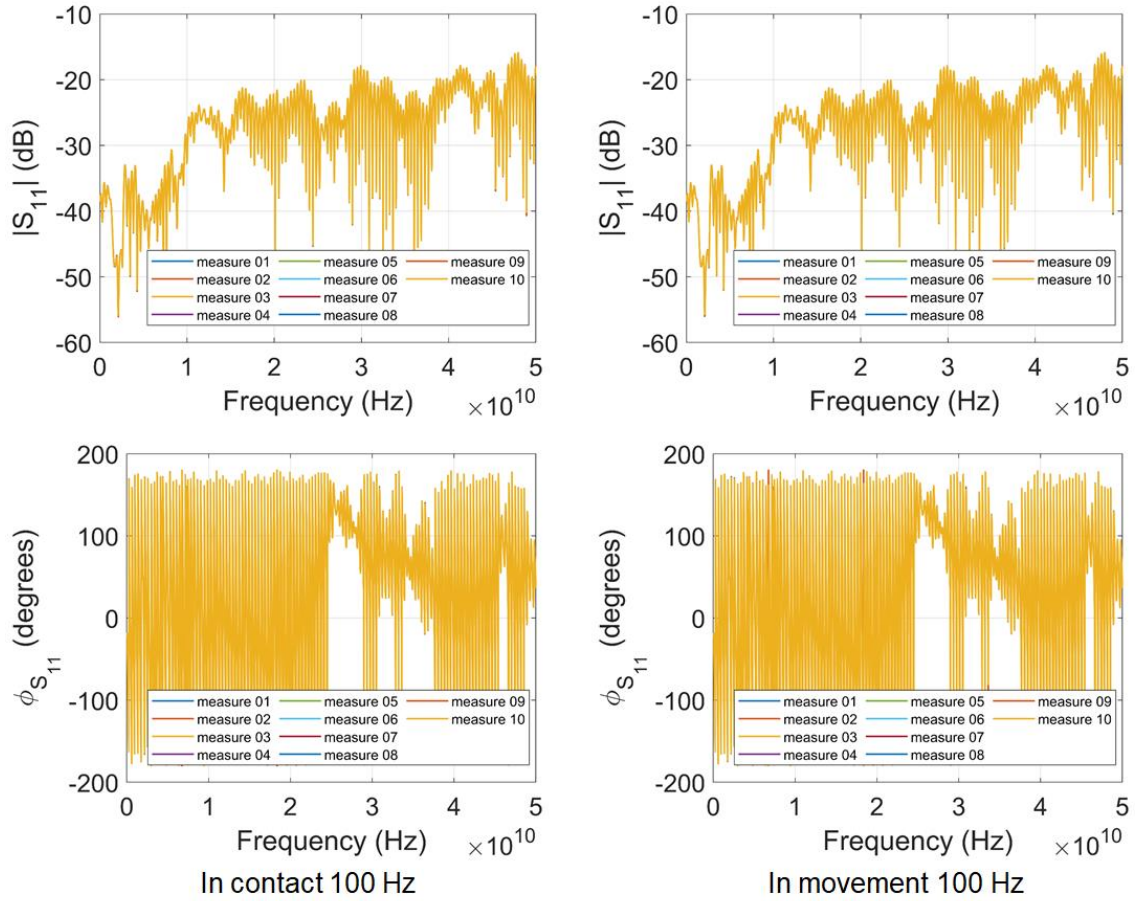 -10
-20
-30
-40
-50
-60
|S11| (dB)
measure 01 measure 05 measure 09
measure 02 measure 06 measure 10
measure 03 measure 07
measure 04 measure 08
0 1 2 3 4 5
Frequency (Hz) ×10^10
-10
-20
-30
-40
-50
-60
|S11| (dB)
measure 01 measure 05 measure 09
measure 02 measure 06 measure 10
measure 03 measure 07
measure 04 measure 08
0 1 2 3 4 5
Frequency (Hz) ×10^10
200
100
0
-100
-200
ϕS11 (degrees)
measure 01 measure 05 measure 09
measure 02 measure 06 measure 10
measure 03 measure 07
measure 04 measure 08
0 1 2 3 4 5
Frequency (Hz) ×10^10
In contact 100 Hz
200
100
0
-100
-200
ϕS11 (degrees)
measure 01 measure 05 measure 09
measure 02 measure 06 measure 10
measure 03 measure 07
measure 04 measure 08
0 1 2 3 4 5
Frequency (Hz) ×10^10
In movement 100 Hz